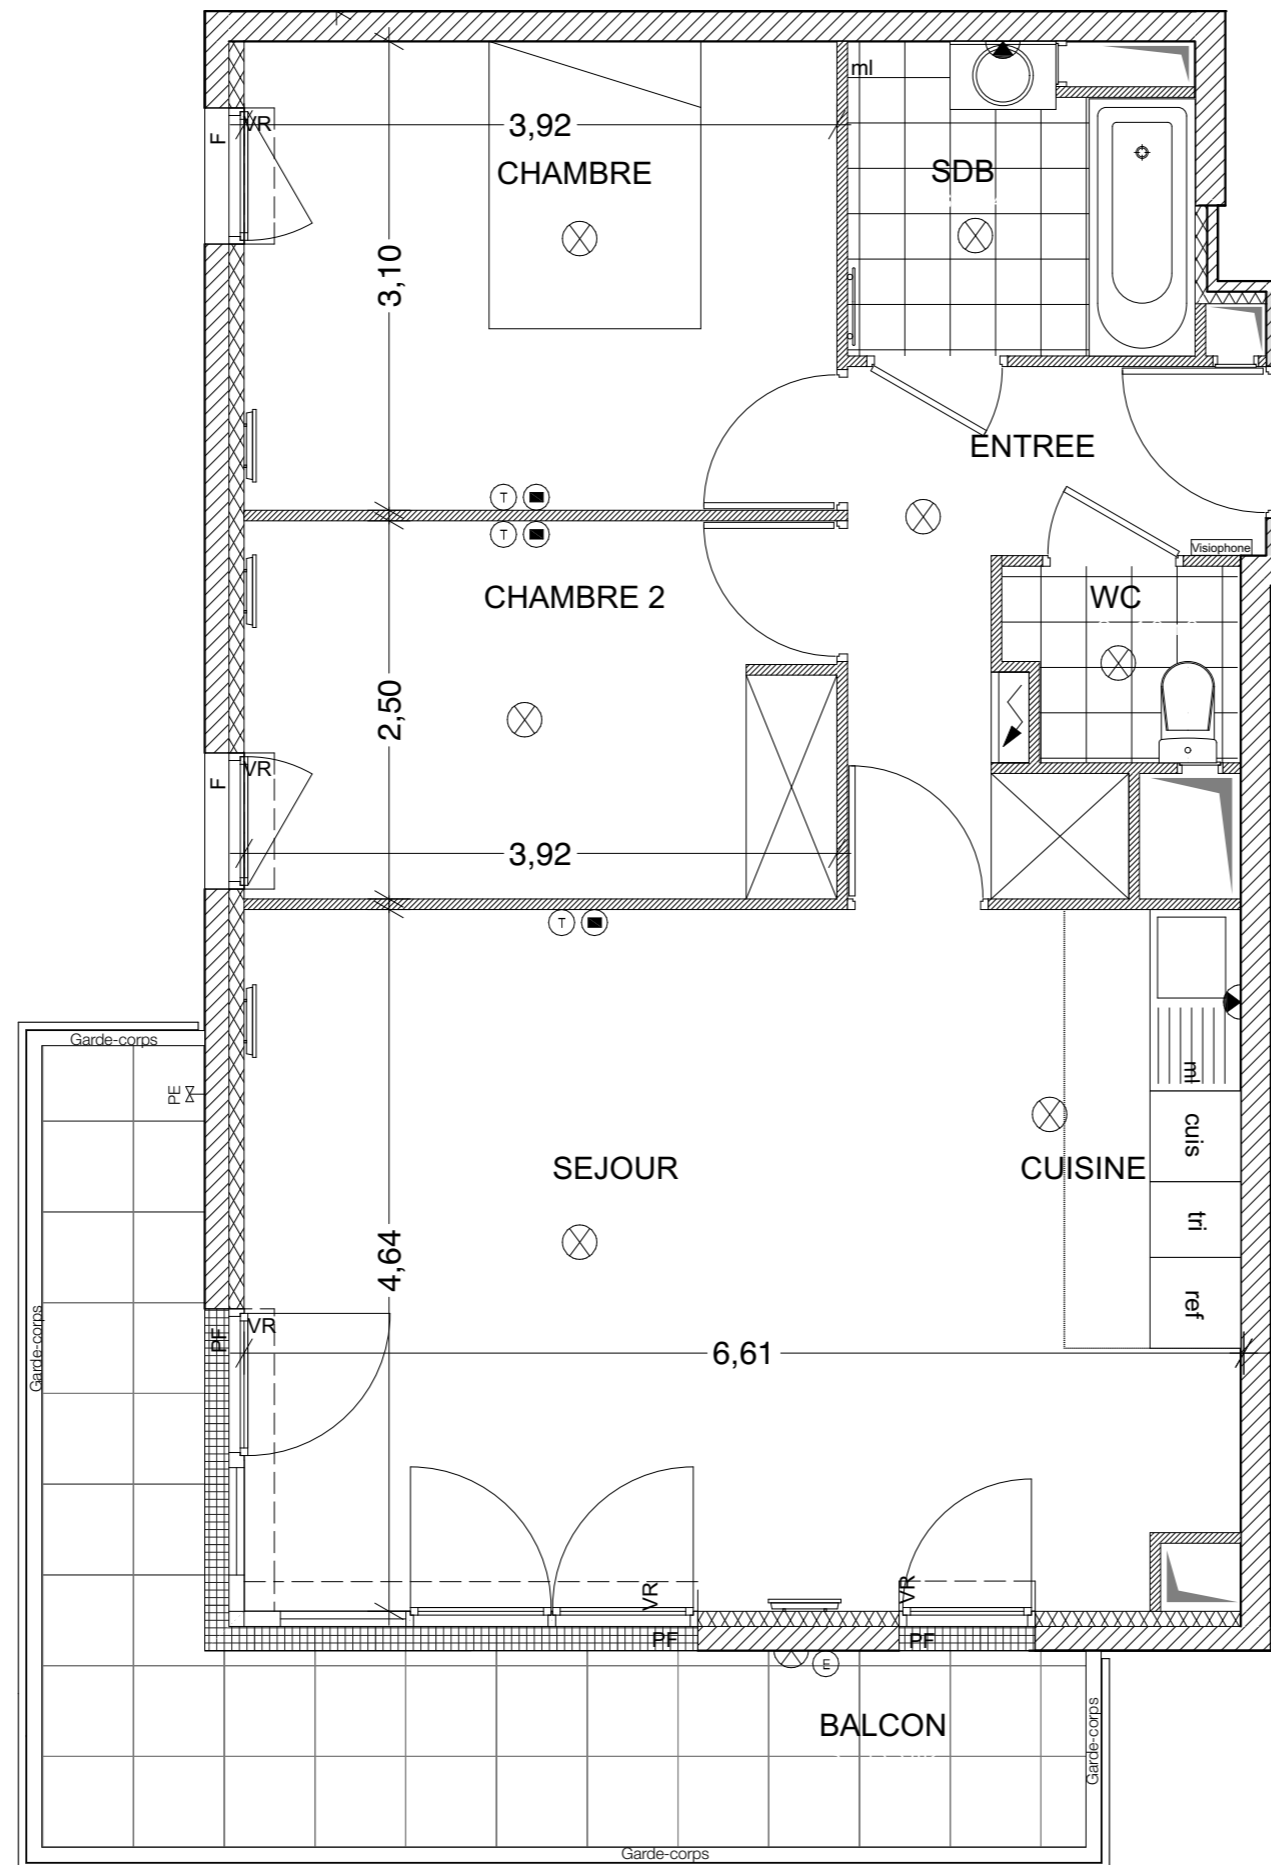 ml
VR
F
3,92
CHAMBRE
SDB
3,10
ENTREE
T
T
Visiophone
CHAMBRE 2
WC
2,50
VR
F
3,92
T
Garde-corps
PE
ml
cuis
SEJOUR
CUISINE
tri
4,64
ref
Garde-corps
PF
VR
6,61
VR
VR
PF
PF
E
BALCON
Garde-corps
Garde-corps